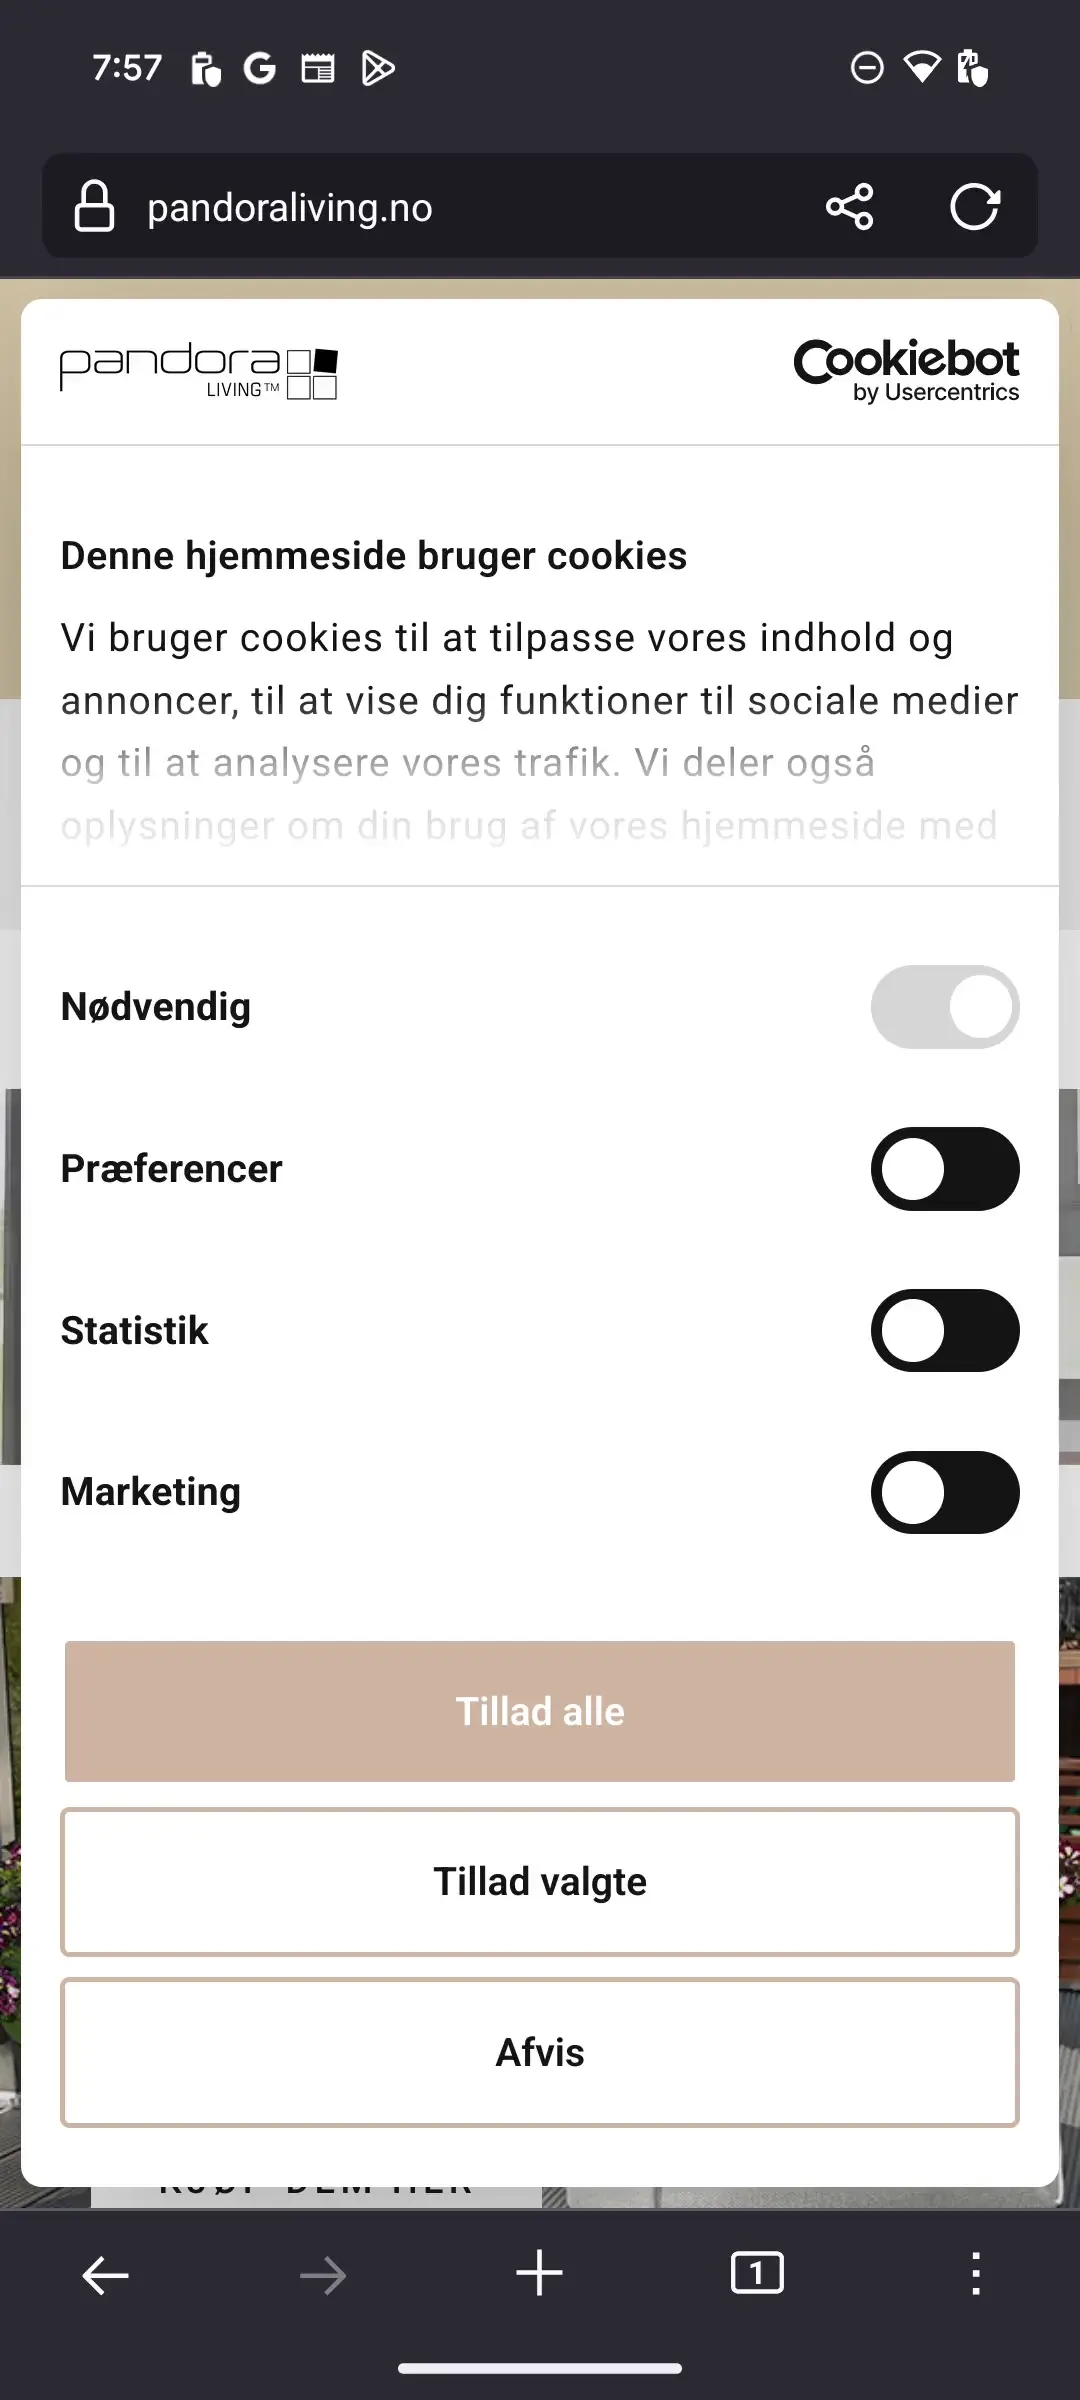 7:57
pandoraliving.no
pandora
LIVING™
Cookiebot
by Usercentrics
Denne hjemmeside bruger cookies
Vi bruger cookies til at tilpasse vores indhold og
annoncer, til at vise dig funktioner til sociale medier
og til at analysere vores trafik. Vi deler også
oplysninger om din brug af vores hjemmeside med
Nødvendig
Præferencer
Statistik
Marketing
Tillad alle
Tillad valgte
Afvis
KJØP DEM HER
1